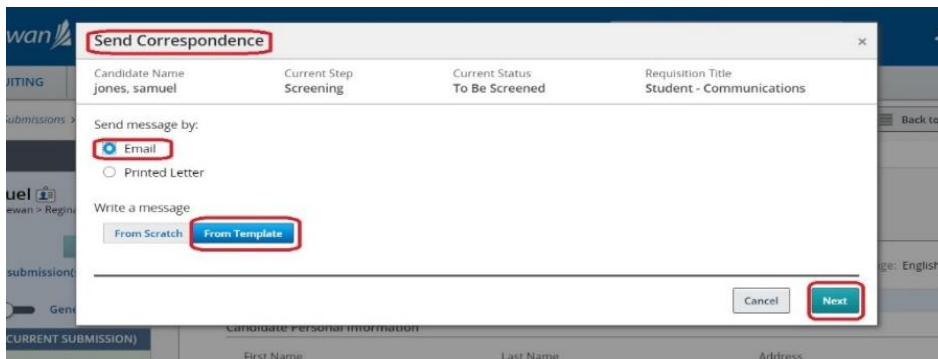 wan
Send Correspondence
×
UITING
Candidate Name
Current Step
Current Status
Requisition Title
jones, samuel
Screening
To Be Screened
Student - Communications
Submissions >
Send message by:
Back to
Email
Printed Letter
uel
ewan > Regina
Write a message
From Scratch
From Template
submission(
ge: English
Cancel
Next
Gene
Candidate Personal Information
CURRENT SUBMISSION)
First Name
Last Name
Address